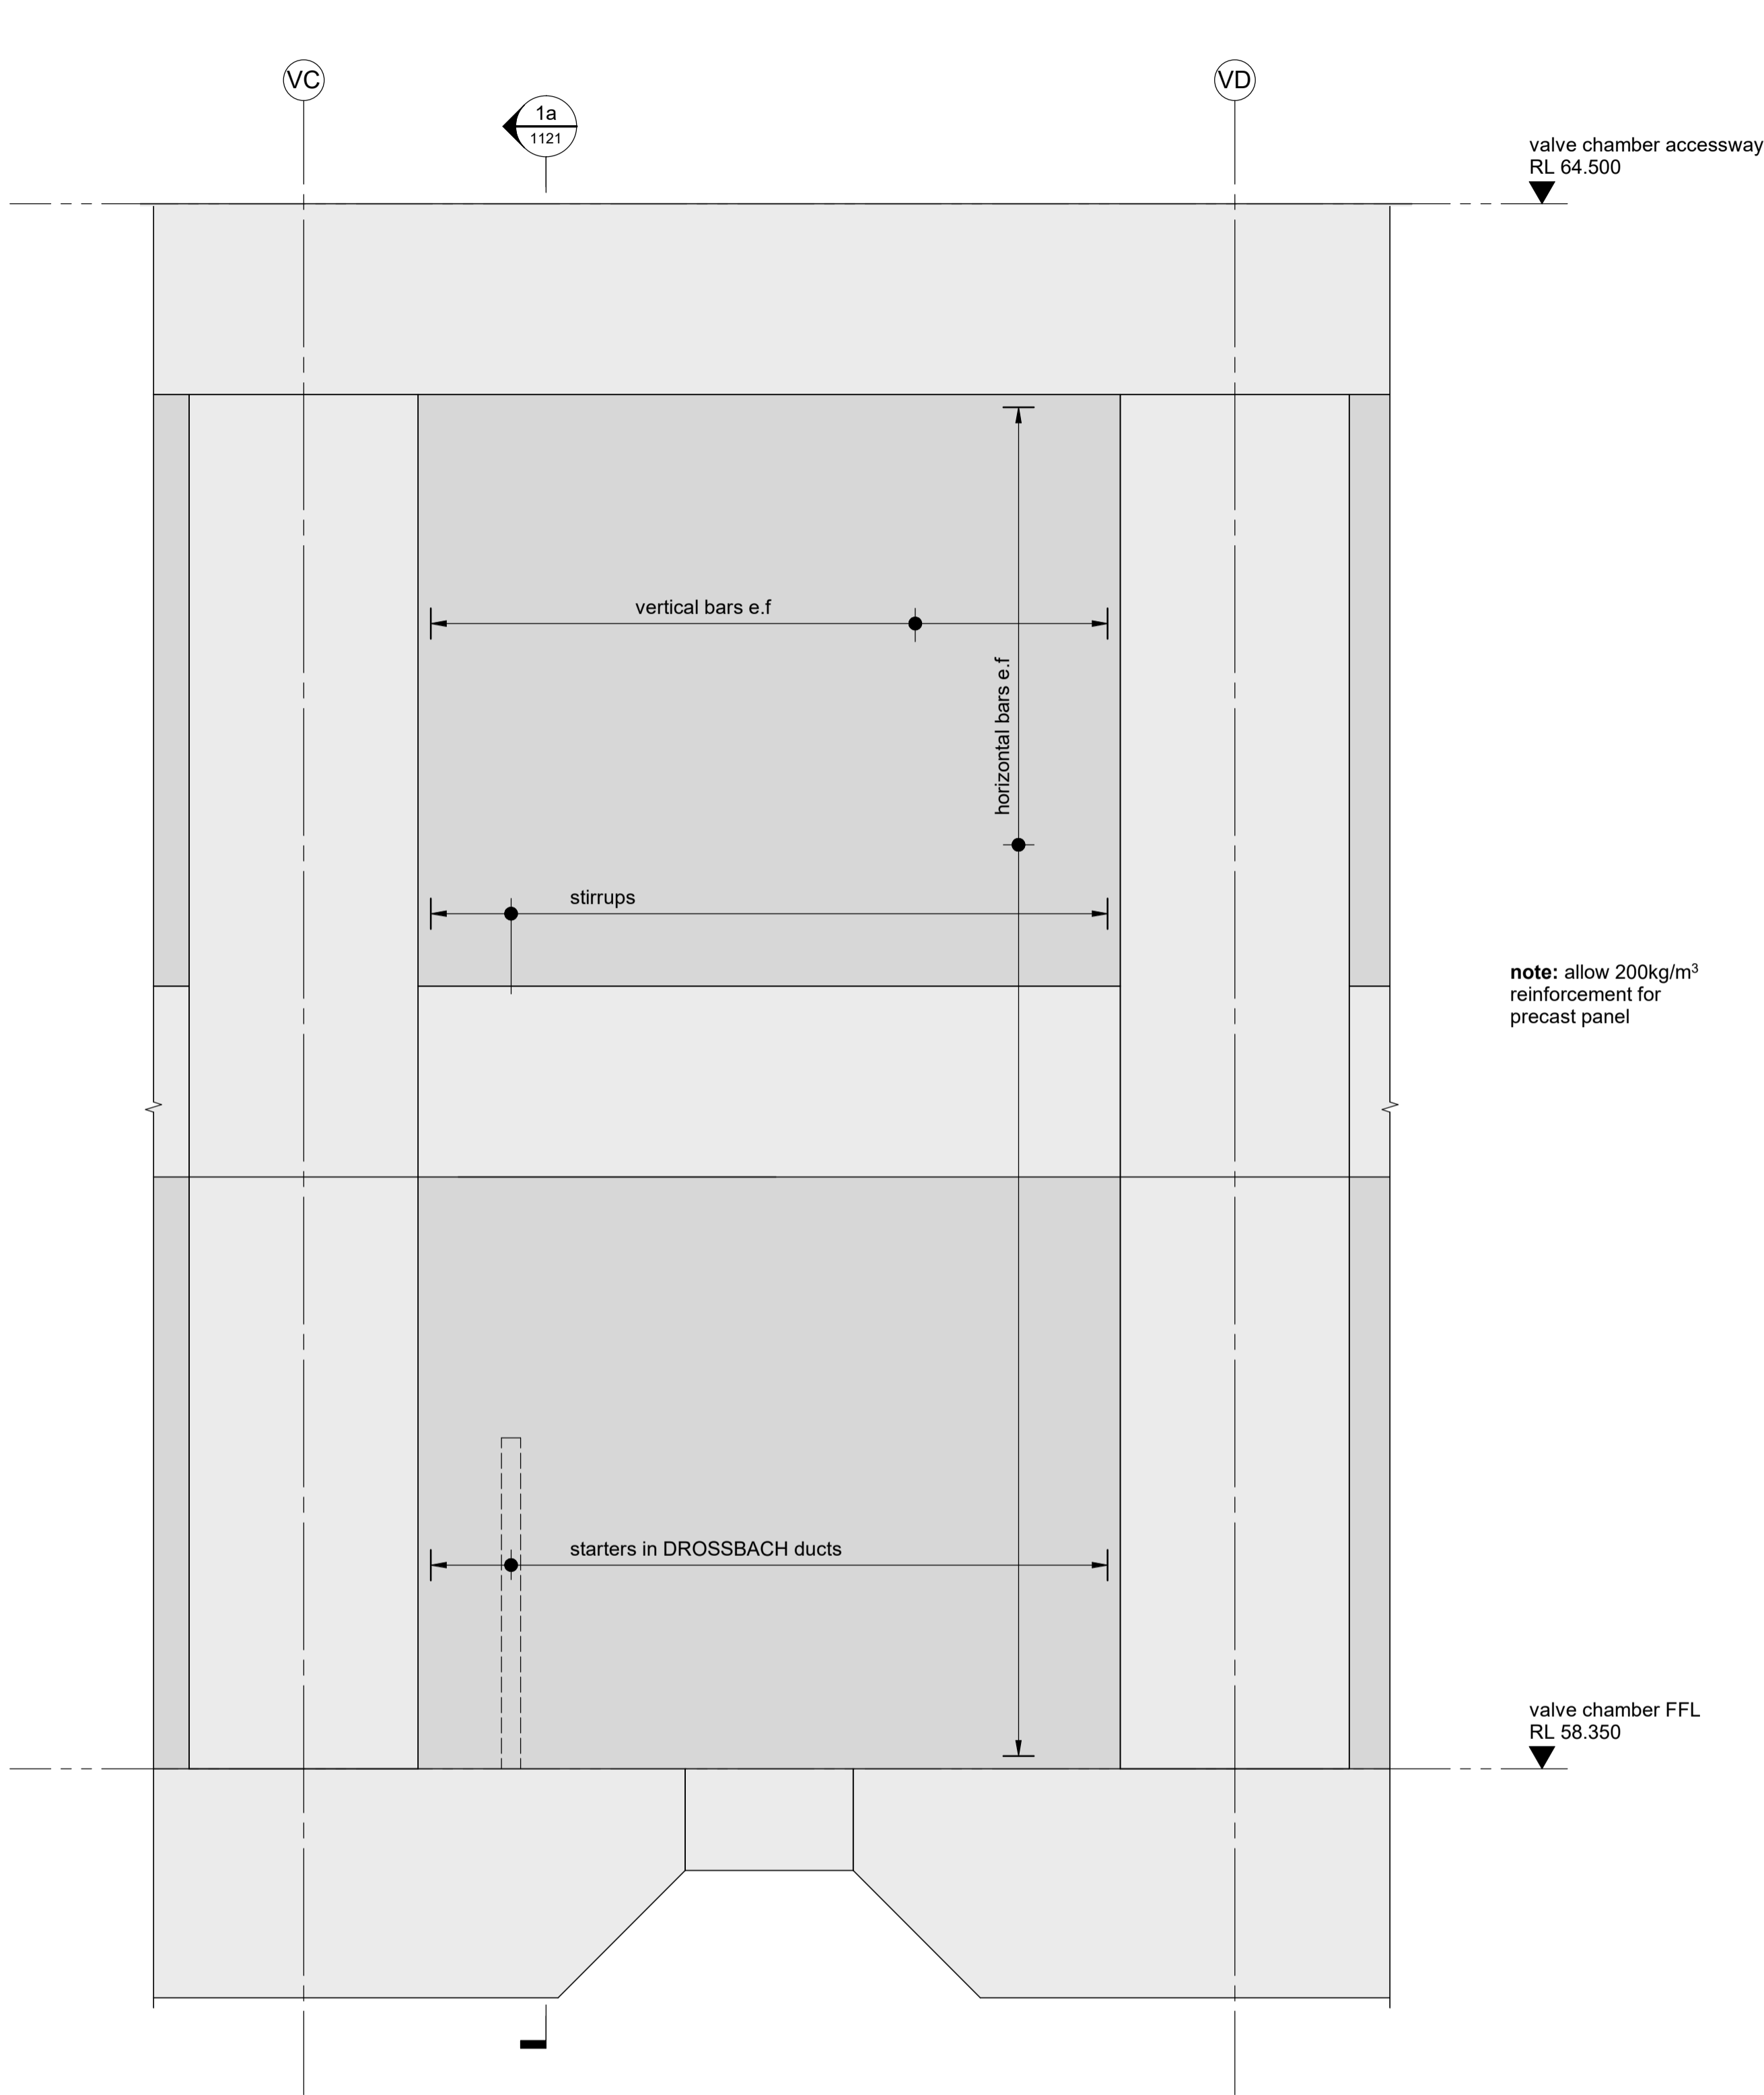 VC
VD
1a
1121
valve chamber accessway
RL 64.500
vertical bars e.f
horizontal bars e.f
stirrups
note: allow 200kg/m³
reinforcement for
precast panel
starters in DROSSBACH ducts
valve chamber FFL
RL 58.350